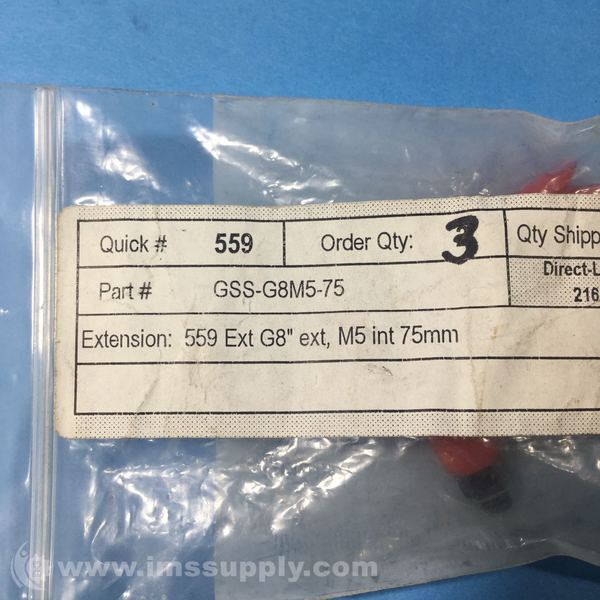 Quick # 559 Order Qty: 3 Qty Shipp
Part # GSS-G8M5-75 Direct-L
216
Extension: 559 Ext G8" ext, M5 int 75mm
www.imssupply.com